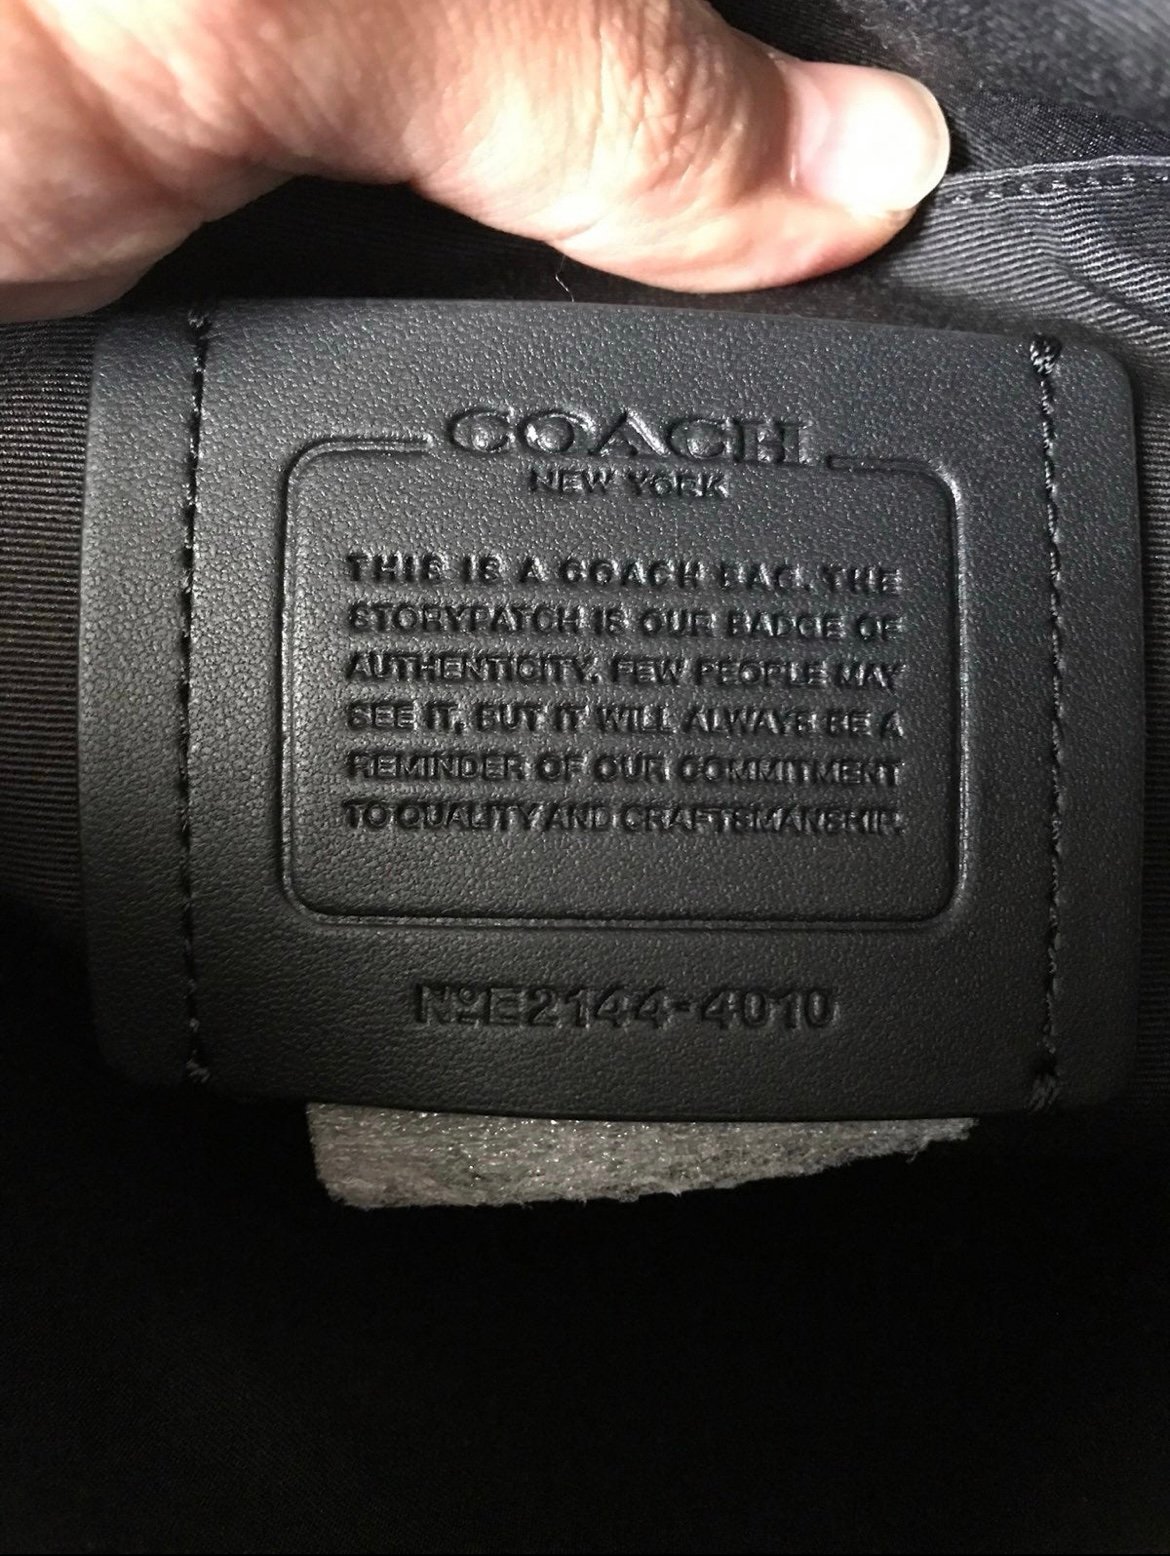 COACH
NEW YORK
THIS IS A COACH BAG. THE
STORYPATCH IS OUR BADGE OF
AUTHENTICITY. FEW PEOPLE MAY
SEE IT, BUT IT WILL ALWAYS BE A
REMINDER OF OUR COMMITMENT
TO QUALITY AND CRAFTSMANSHIP.
NºE2144-4010